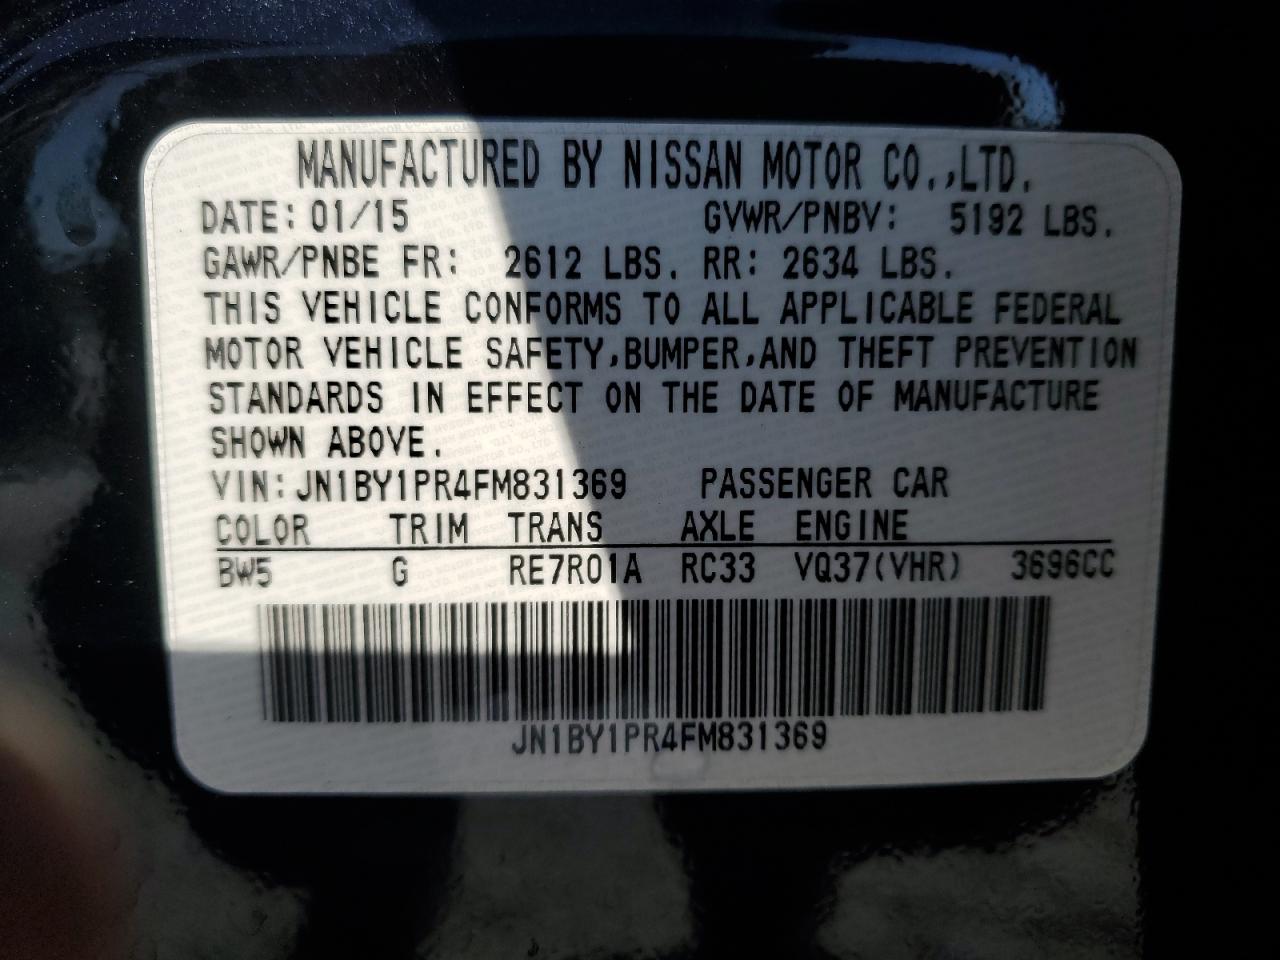 MANUFACTURED BY NISSAN MOTOR CO.,LTD.
DATE: 01/15 GVWR/PNBV: 5192 LBS.
GAWR/PNBE FR: 2612 LBS. RR: 2634 LBS.
THIS VEHICLE CONFORMS TO ALL APPLICABLE FEDERAL
MOTOR VEHICLE SAFETY,BUMPER,AND THEFT PREVENTION
STANDARDS IN EFFECT ON THE DATE OF MANUFACTURE
SHOWN ABOVE.
VIN: JN1BY1PR4FM831369 PASSENGER CAR
COLOR TRIM TRANS AXLE ENGINE
BW5 G RE7R01A RC33 VQ37(VHR) 3696CC
JN1BY1PR4FM831369